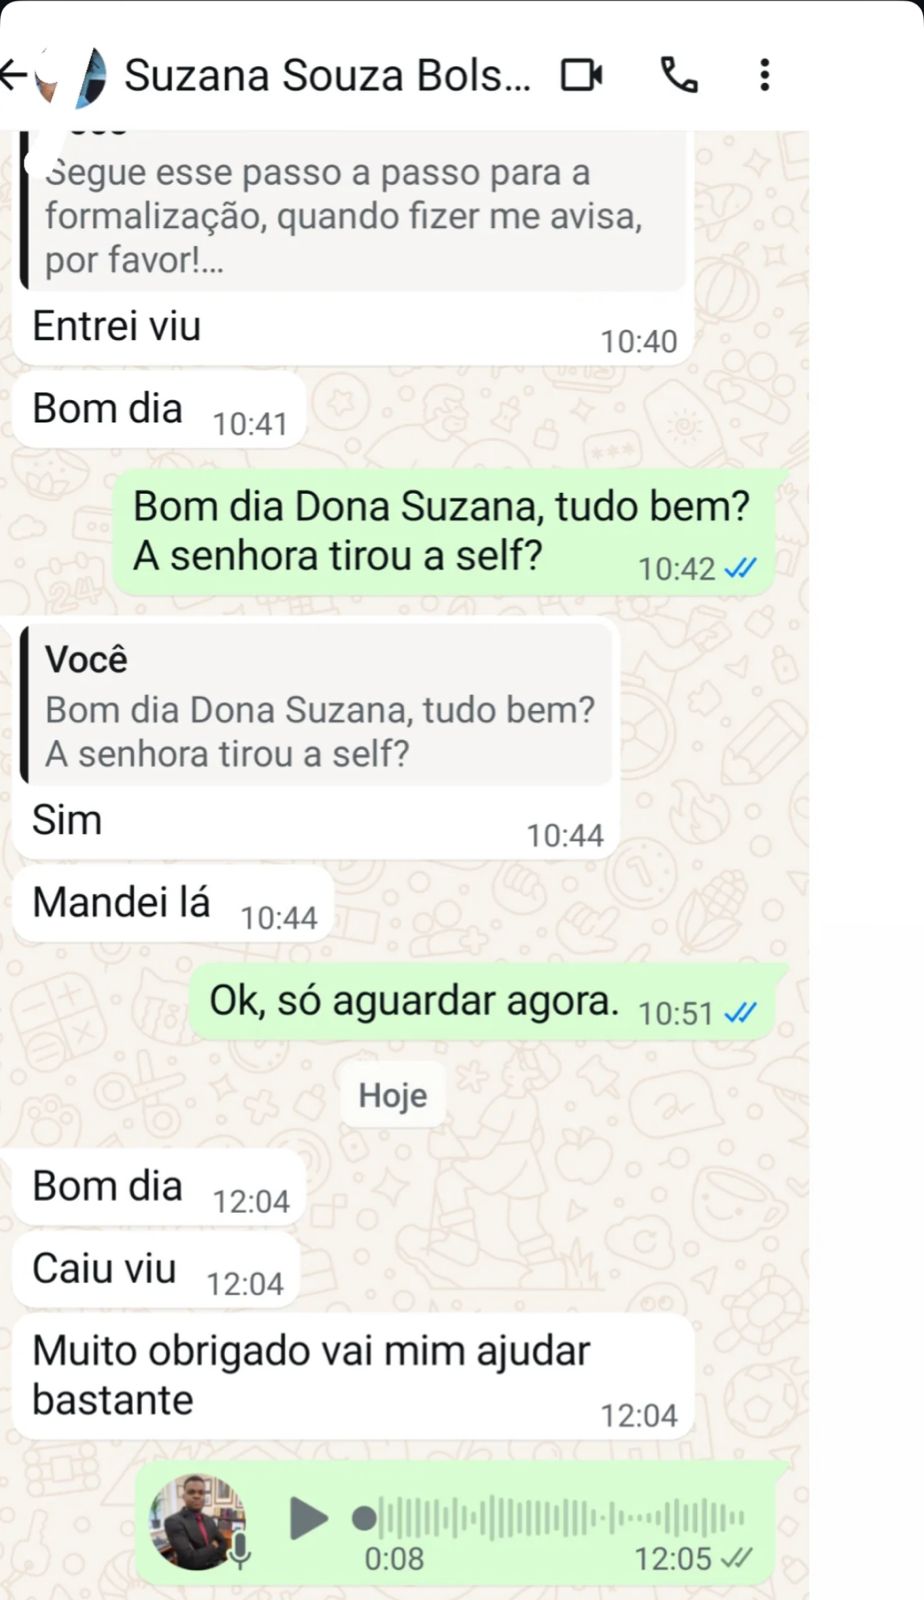 Suzana Souza Bols...
Segue esse passo a passo para a
formalização, quando fizer me avisa,
por favor!...
Entrei viu
10:40
Bom dia 10:41
Bom dia Dona Suzana, tudo bem?
A senhora tirou a self? 10:42
Você
Bom dia Dona Suzana, tudo bem?
A senhora tirou a self?
Sim
10:44
Mandei lá 10:44
Ok, só aguardar agora. 10:51
Hoje
Bom dia 12:04
Caiu viu 12:04
Muito obrigado vai mim ajudar
bastante
12:04
0:08 12:05